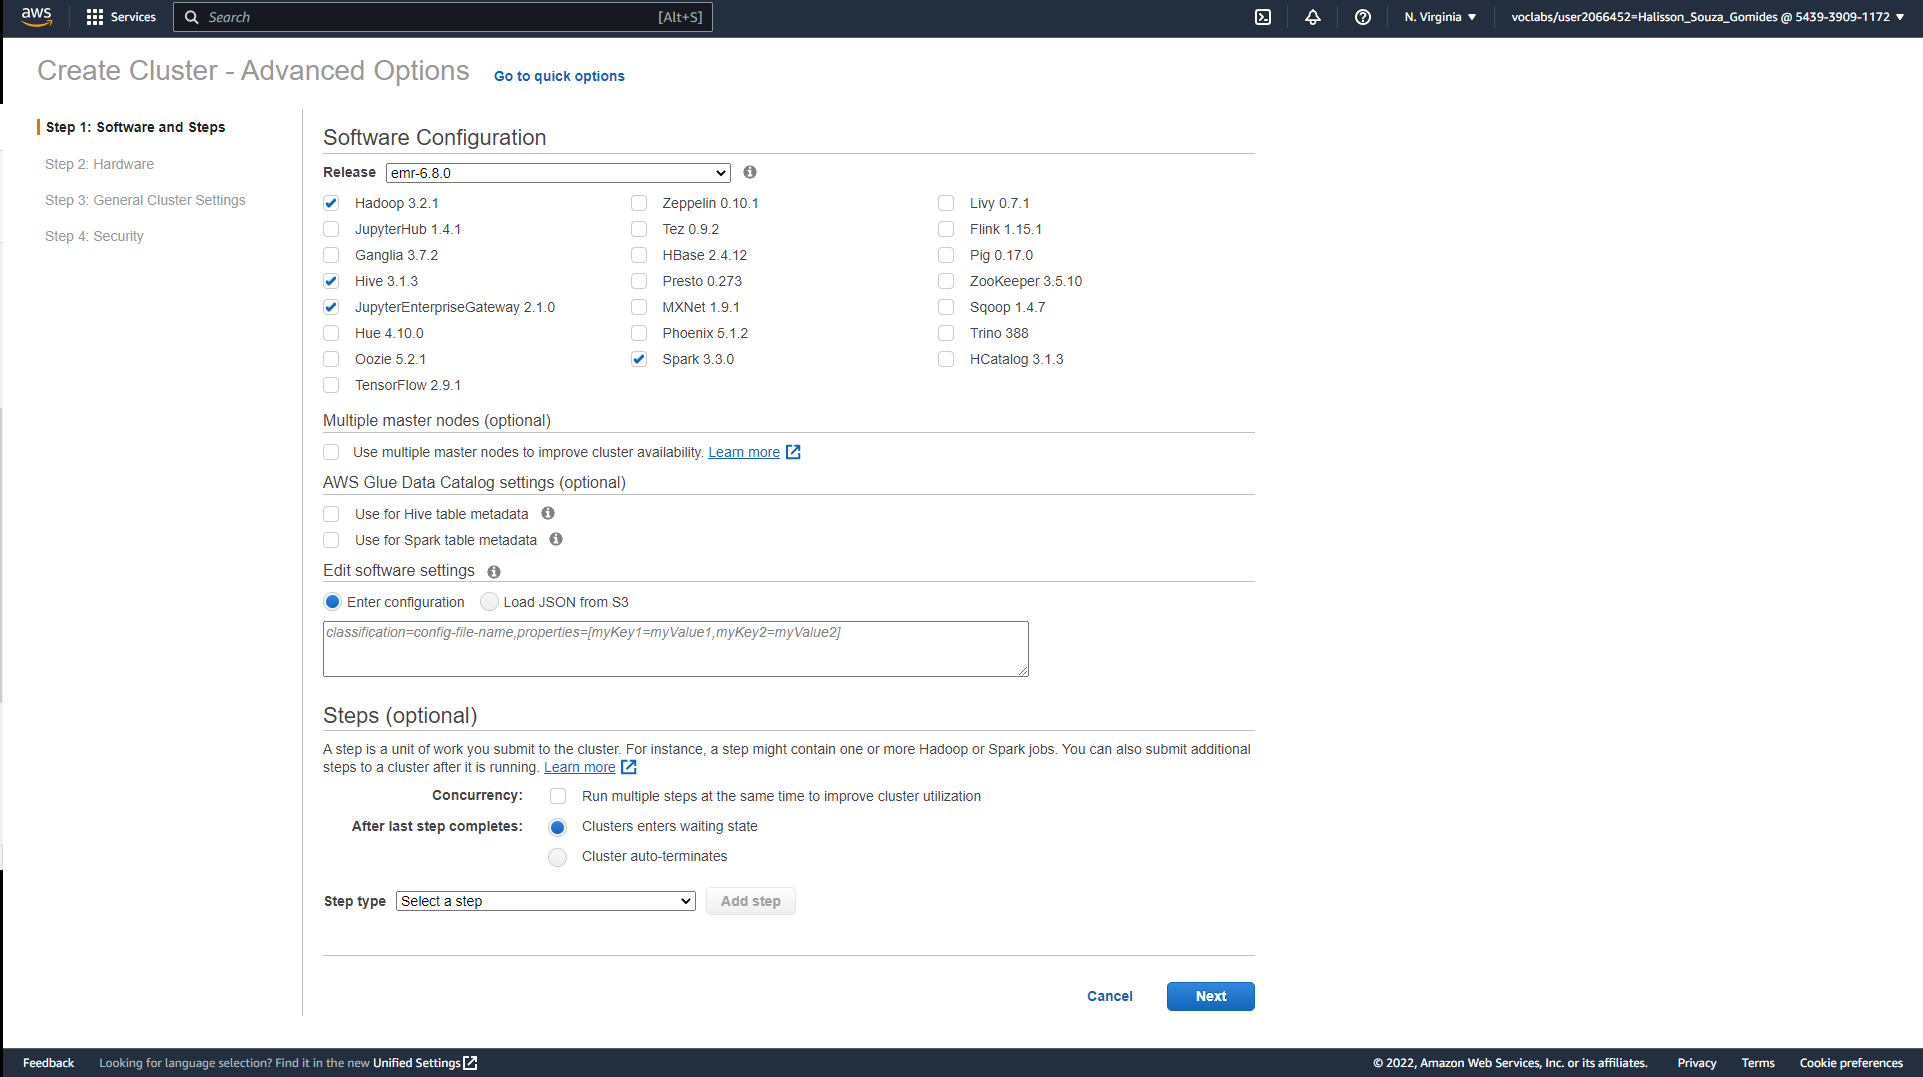 aws Services Search [Alt+S] N. Virginia voclabs/user2066452=Halisson_Souza_Gomides @ 5439-3909-1172
Create Cluster - Advanced Options Go to quick options
Step 1: Software and Steps
Step 2: Hardware
Step 3: General Cluster Settings
Step 4: Security
Software Configuration
Release emr-6.8.0
Hadoop 3.2.1 Zeppelin 0.10.1 Livy 0.7.1
JupyterHub 1.4.1 Tez 0.9.2 Flink 1.15.1
Ganglia 3.7.2 HBase 2.4.12 Pig 0.17.0
Hive 3.1.3 Presto 0.273 ZooKeeper 3.5.10
JupyterEnterpriseGateway 2.1.0 MXNet 1.9.1 Sqoop 1.4.7
Hue 4.10.0 Phoenix 5.1.2 Trino 388
Oozie 5.2.1 Spark 3.3.0 HCatalog 3.1.3
TensorFlow 2.9.1
Multiple master nodes (optional)
Use multiple master nodes to improve cluster availability. Learn more
AWS Glue Data Catalog settings (optional)
Use for Hive table metadata
Use for Spark table metadata
Edit software settings
Enter configuration Load JSON from S3
classification=config-file-name,properties=[myKey1=myValue1,myKey2=myValue2]
Steps (optional)
A step is a unit of work you submit to the cluster. For instance, a step might contain one or more Hadoop or Spark jobs. You can also submit additional
steps to a cluster after it is running. Learn more
Concurrency: Run multiple steps at the same time to improve cluster utilization
After last step completes: Clusters enters waiting state
Cluster auto-terminates
Step type Select a step Add step
Cancel Next
Feedback Looking for language selection? Find it in the new Unified Settings © 2022, Amazon Web Services, Inc. or its affiliates. Privacy Terms Cookie preferences